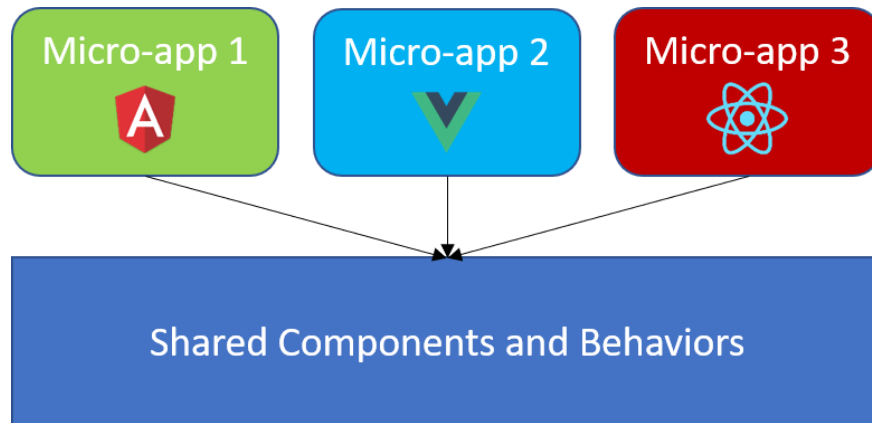 Micro-app 1
Micro-app 2
Micro-app 3
A
Shared Components and Behaviors